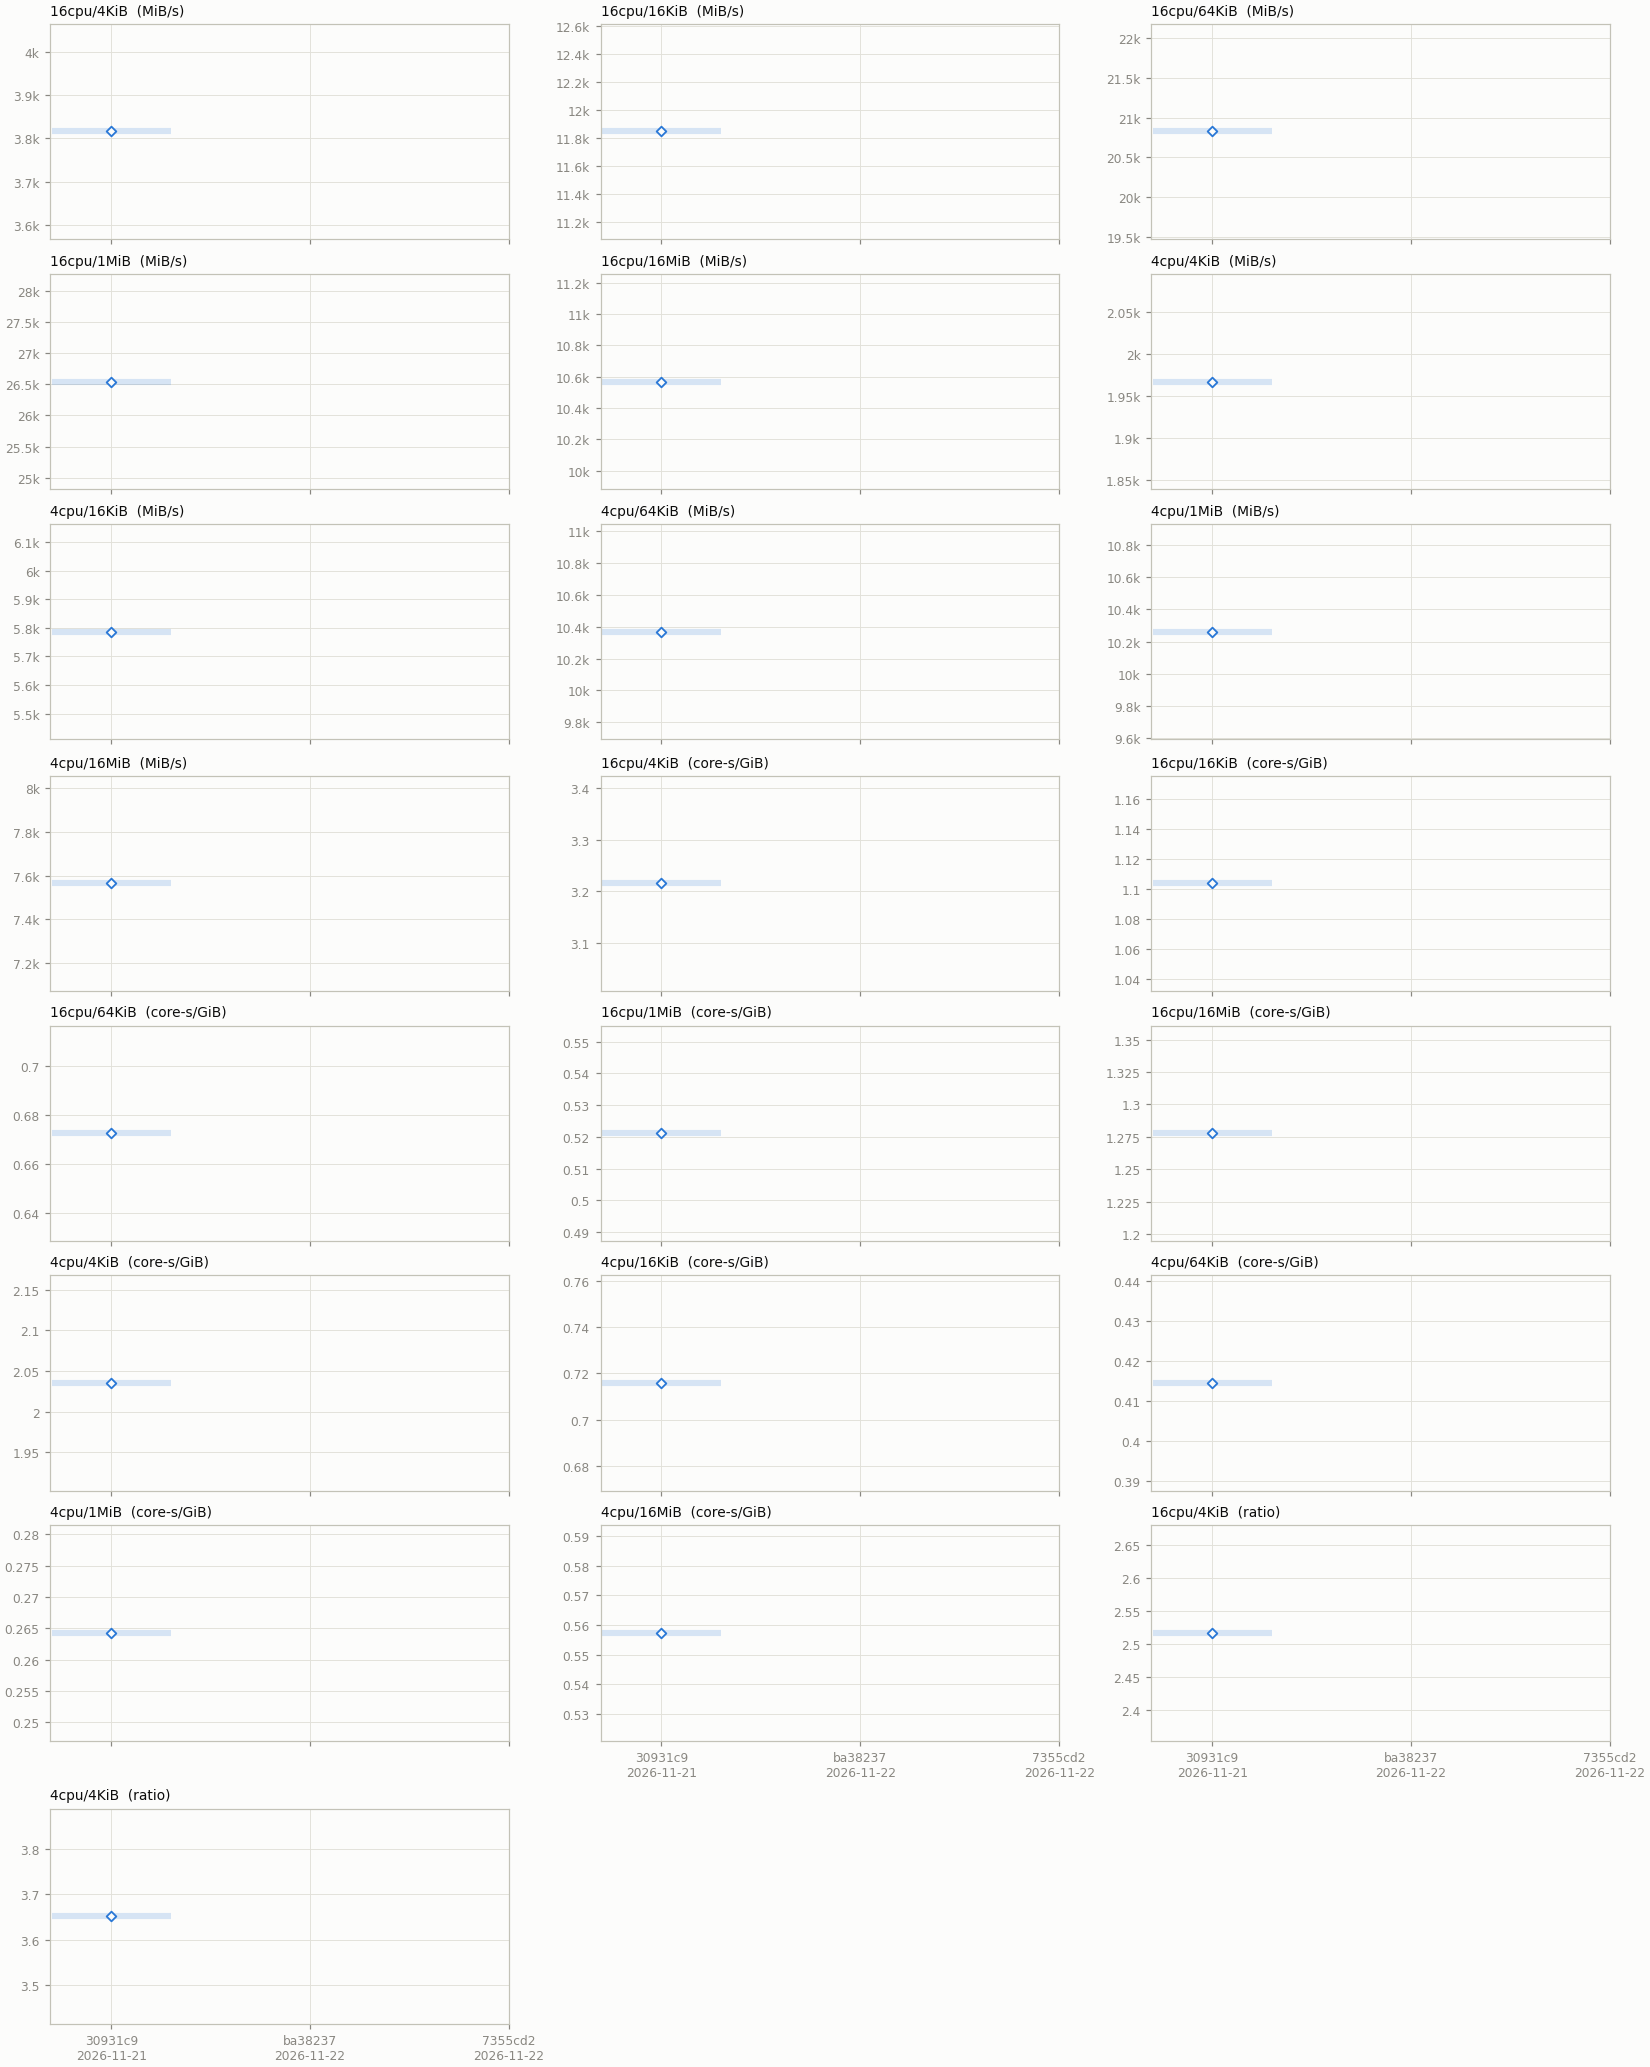 16cpu/4KiB (MiB/s)
4k
3.9k
3.8k
3.7k
3.6k
16cpu/16KiB (MiB/s)
12.6k
12.4k
12.2k
12k
11.8k
11.6k
11.4k
11.2k
16cpu/64KiB (MiB/s)
22k
21.5k
21k
20.5k
20k
19.5k
16cpu/1MiB (MiB/s)
28k
27.5k
27k
26.5k
26k
25.5k
25k
16cpu/16MiB (MiB/s)
11.2k
11k
10.8k
10.6k
10.4k
10.2k
10k
4cpu/4KiB (MiB/s)
2.05k
2k
1.95k
1.9k
1.85k
4cpu/16KiB (MiB/s)
6.1k
6k
5.9k
5.8k
5.7k
5.6k
5.5k
4cpu/64KiB (MiB/s)
11k
10.8k
10.6k
10.4k
10.2k
10k
9.8k
4cpu/1MiB (MiB/s)
10.8k
10.6k
10.4k
10.2k
10k
9.8k
9.6k
4cpu/16MiB (MiB/s)
8k
7.8k
7.6k
7.4k
7.2k
16cpu/4KiB (core-s/GiB)
3.4
3.3
3.2
3.1
16cpu/16KiB (core-s/GiB)
1.16
1.14
1.12
1.1
1.08
1.06
1.04
16cpu/64KiB (core-s/GiB)
0.7
0.68
0.66
0.64
16cpu/1MiB (core-s/GiB)
0.55
0.54
0.53
0.52
0.51
0.5
0.49
16cpu/16MiB (core-s/GiB)
1.35
1.325
1.3
1.275
1.25
1.225
1.2
4cpu/4KiB (core-s/GiB)
2.15
2.1
2.05
2
1.95
4cpu/16KiB (core-s/GiB)
0.76
0.74
0.72
0.7
0.68
4cpu/64KiB (core-s/GiB)
0.44
0.43
0.42
0.41
0.4
0.39
4cpu/1MiB (core-s/GiB)
0.28
0.275
0.27
0.265
0.26
0.255
0.25
4cpu/16MiB (core-s/GiB)
0.59
0.58
0.57
0.56
0.55
0.54
0.53
30931c9 ba38237 7355cd2
2026-11-21 2026-11-22 2026-11-22
16cpu/4KiB (ratio)
2.65
2.6
2.55
2.5
2.45
2.4
30931c9 ba38237 7355cd2
2026-11-21 2026-11-22 2026-11-22
4cpu/4KiB (ratio)
3.8
3.7
3.6
3.5
30931c9 ba38237 7355cd2
2026-11-21 2026-11-22 2026-11-22